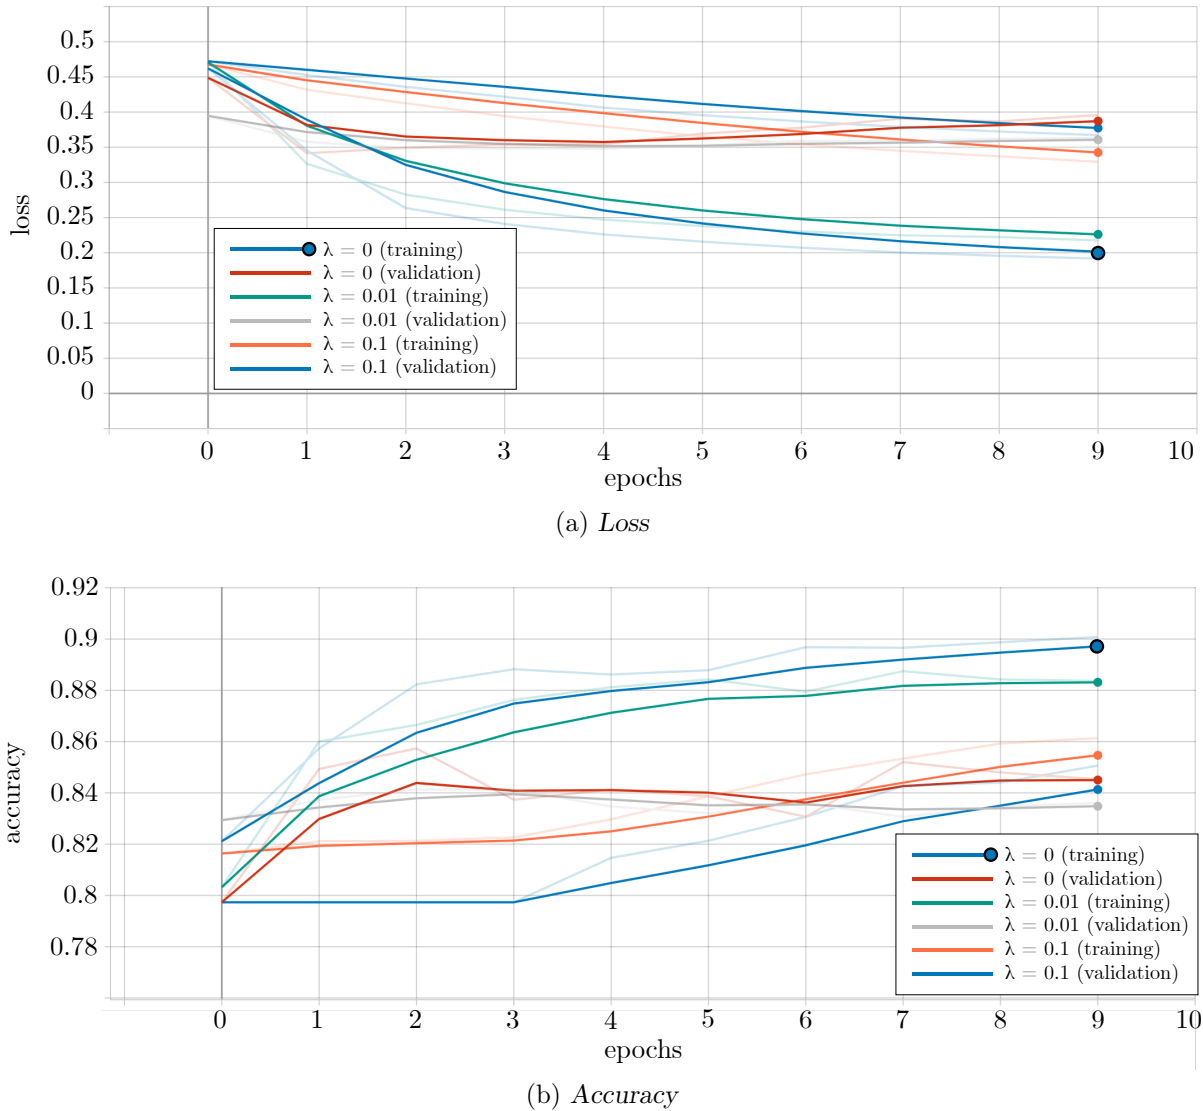 0.5
0.45
0.4
0.35
0.3
0.25
0.2
0.15
0.1
0.05
0
loss
λ = 0 (training)
λ = 0 (validation)
λ = 0.01 (training)
λ = 0.01 (validation)
λ = 0.1 (training)
λ = 0.1 (validation)
0 1 2 3 4 5 6 7 8 9 10
epochs
(a) Loss
0.92
0.9
0.88
0.86
0.84
0.82
0.8
0.78
accuracy
λ = 0 (training)
λ = 0 (validation)
λ = 0.01 (training)
λ = 0.01 (validation)
λ = 0.1 (training)
λ = 0.1 (validation)
0 1 2 3 4 5 6 7 8 9 10
epochs
(b) Accuracy